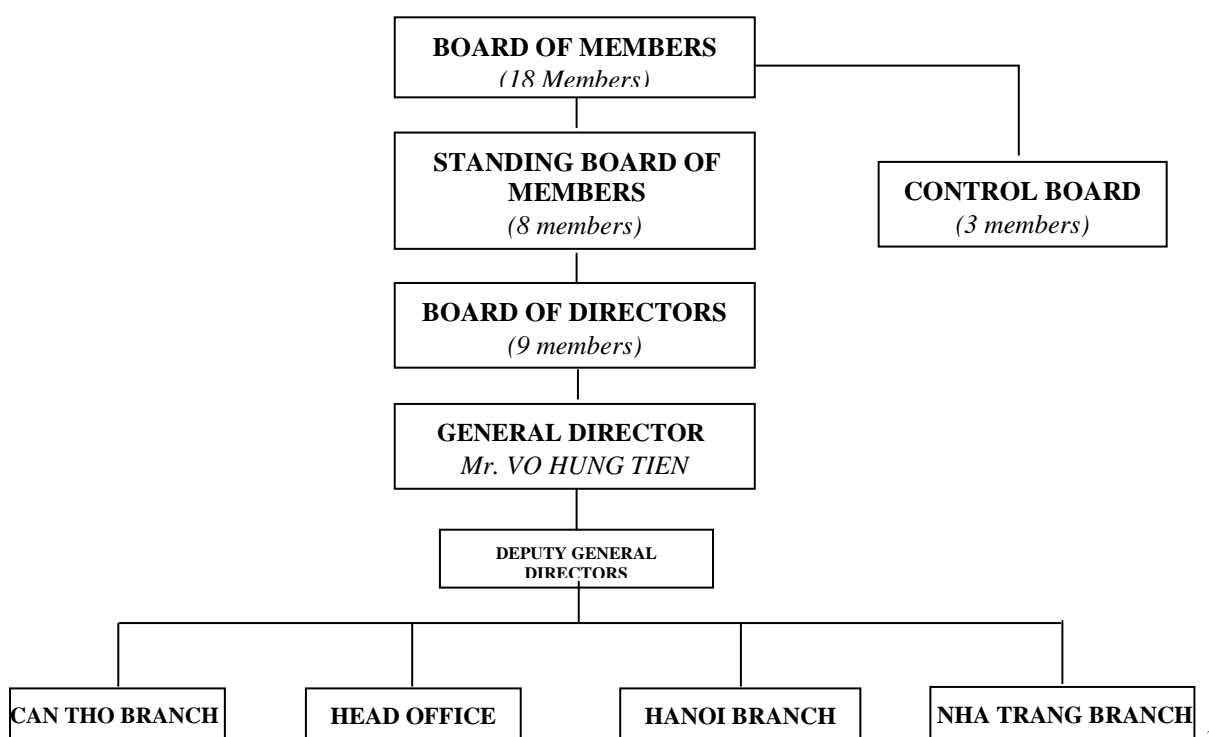 BOARD OF MEMBERS
(18 Members)
STANDING BOARD OF
MEMBERS
(8 members)
CONTROL BOARD
(3 members)
BOARD OF DIRECTORS
(9 members)
GENERAL DIRECTOR
Mr. VO HUNG TIEN
DEPUTY GENERAL
DIRECTORS
CAN THO BRANCH
HEAD OFFICE
HANOI BRANCH
NHA TRANG BRANCH